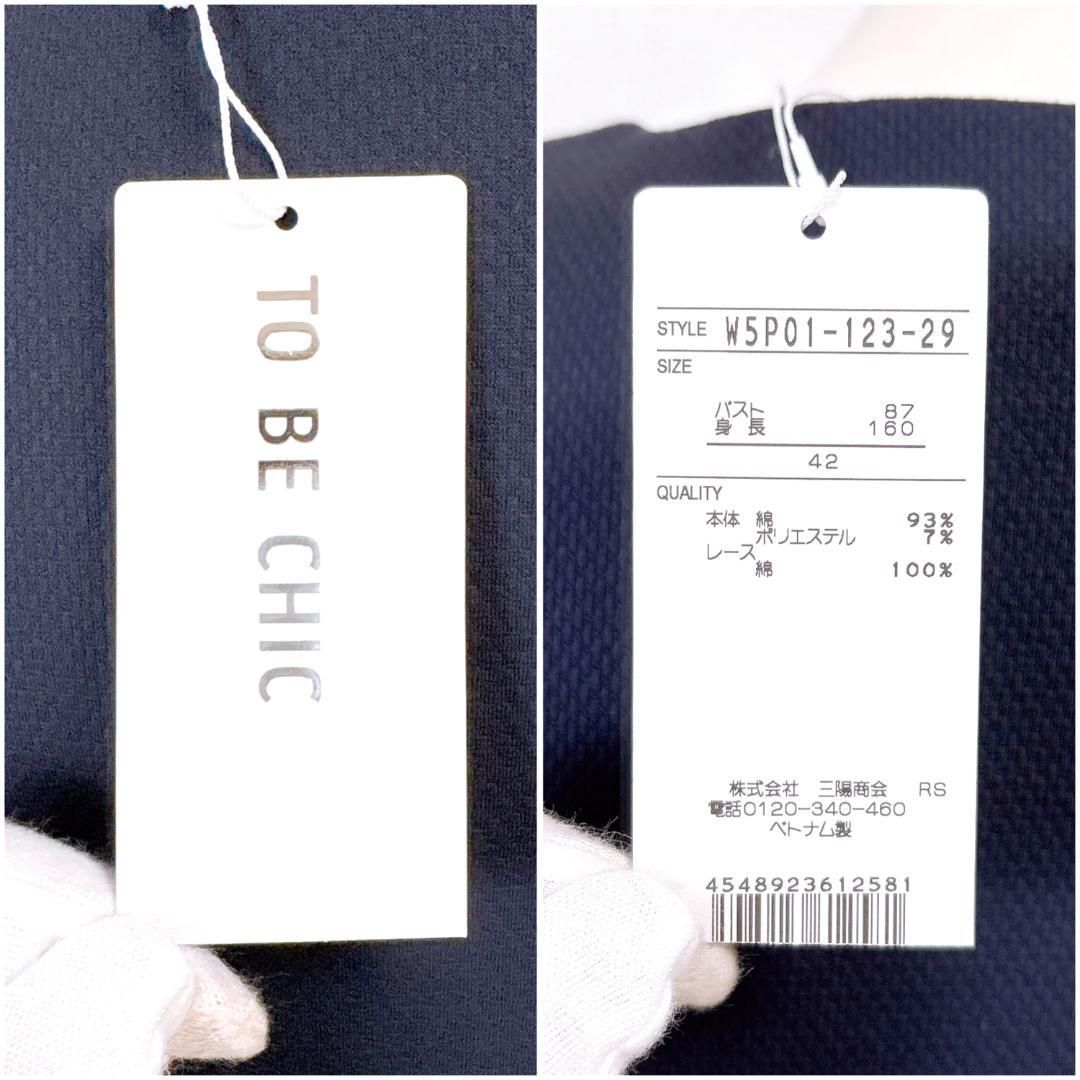 TO BE CHIC
STYLE W5P01-123-29
SIZE
バスト 87
身 長 160
42
QUALITY
本体 綿 93%
ポリエステル 7%
レース
綿 100%
株式会社 三陽商会 RS
電話0120-340-460
ベトナム製
4548923612581